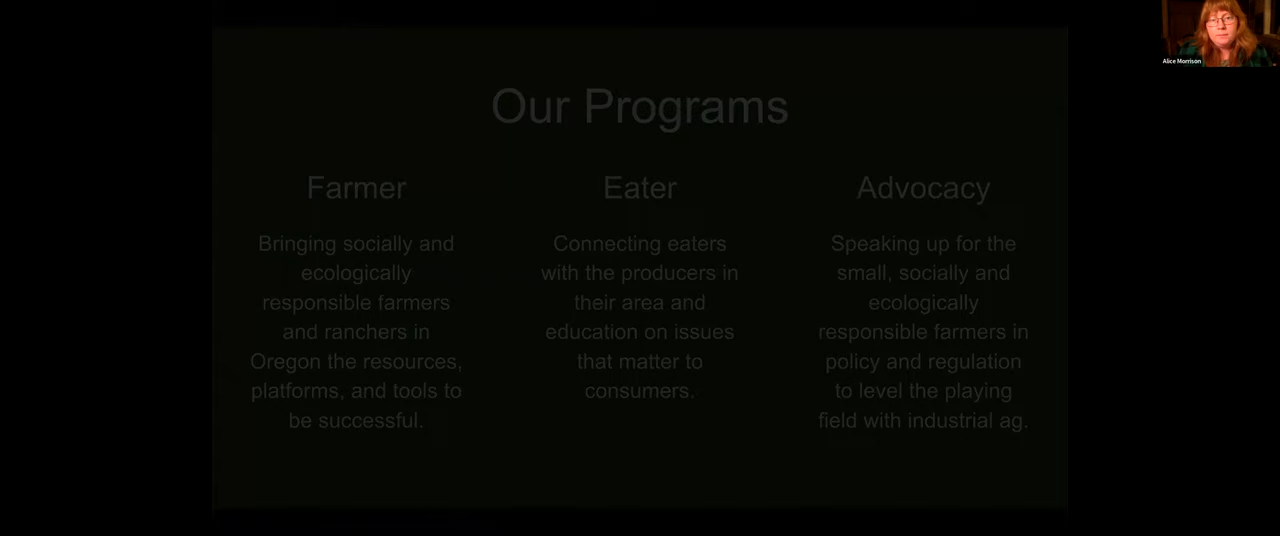 Our Programs
Farmer
Bringing socially and
ecologically
responsible farmers
and ranchers in
Oregon the resources,
platforms, and tools to
be successful.
Eater
Connecting eaters
with the producers in
their area and
education on issues
that matter to
consumers.
Advocacy
Speaking up for the
small, socially and
ecologically
responsible farmers in
policy and regulation
to level the playing
field with industrial ag.
Alice Morrison